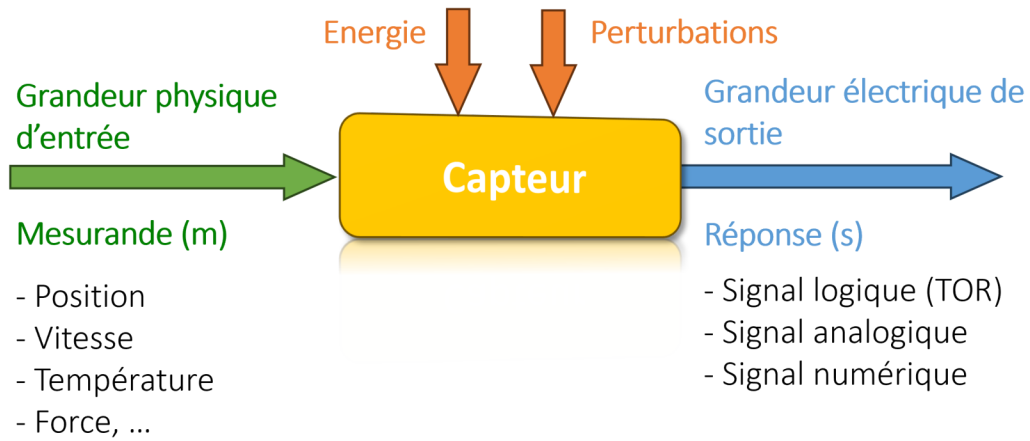 Energie
Perturbations
Grandeur physique
d’entrée
Grandeur électrique de
sortie
Capteur
Mesurande (m)
- Position
- Vitesse
- Température
- Force, ...
Réponse (s)
- Signal logique (TOR)
- Signal analogique
- Signal numérique